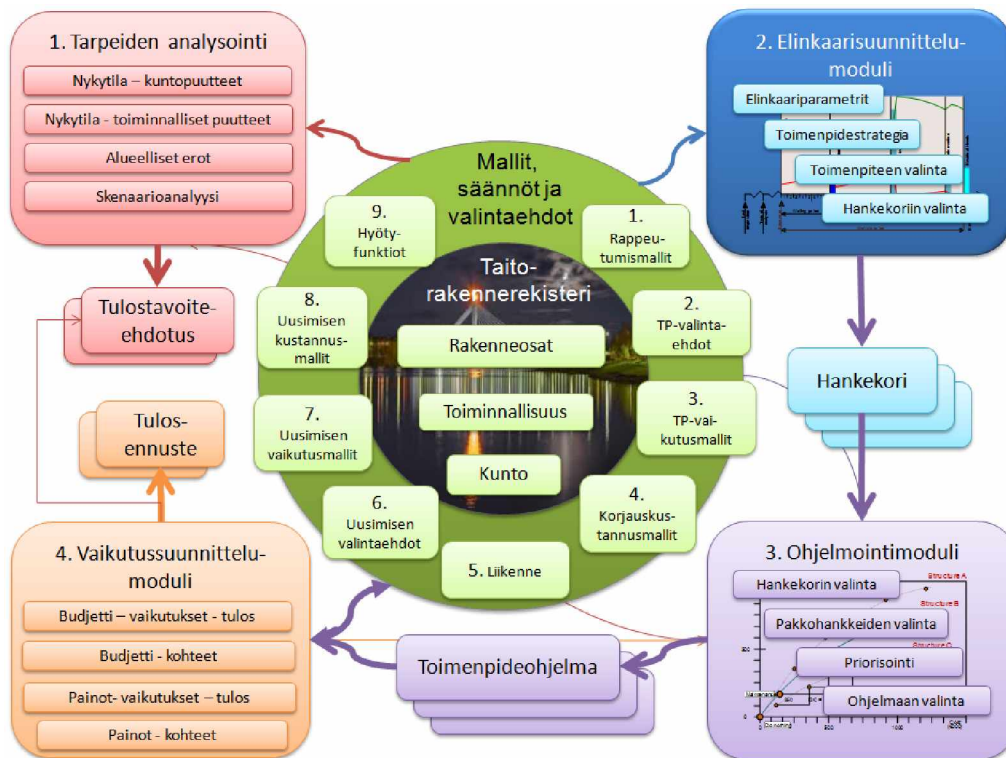 1. Tarpeiden analysointi
Nykytila – kuntopuutteet
Nykytila - toiminnalliset puutteet
Alueelliset erot
Skenaarioanalyysi
Tulostavoite-
ehdotus
Tulos-
ennuste
4. Vaikutussuunnittelu-
moduli
Budjetti – vaikutukset - tulos
Budjetti - kohteet
Painot- vaikutukset – tulos
Painot - kohteet
Mallit,
säännöt ja
valintaehdot
1.
Rappeu-
tumismallit
2.
TP-valinta-
ehdot
3.
TP-vai-
kutusmallit
4.
Korjauskus-
tannusmallit
5. Liikenne
6.
Uusimisen
valintaehdot
7.
Uusimisen
vaikutusmallit
8.
Uusimisen
kustannus-
mallit
9.
Hyöty-
funktiot
Taito-
rakennerekisteri
Rakenneosat
Toiminnallisuus
Kunto
2. Elinkaarisuunnittelu-
moduli
Elinkaariparametrit
Toimenpidestrategia
Toimenpiteen valinta
Hankekoriin valinta
Hankekori
3. Ohjelmointimoduli
Hankekorin valinta
Structure A
Structure B
Pakkohankkeiden valinta
Priorisointi
Ohjelmaan valinta
0
500
Toimenpideohjelma